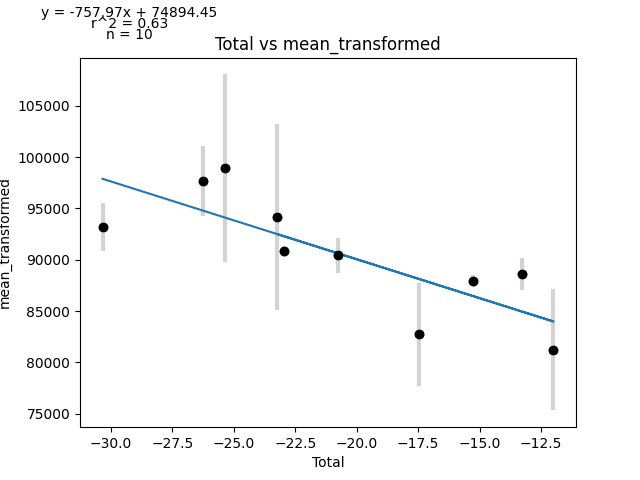 y = -757.97x + 74894.45
r^2 = 0.63
n = 10
Total vs mean_transformed
mean_transformed
105000
100000
95000
90000
85000
80000
75000
−30.0 −27.5 −25.0 −22.5 −20.0 −17.5 −15.0 −12.5
Total